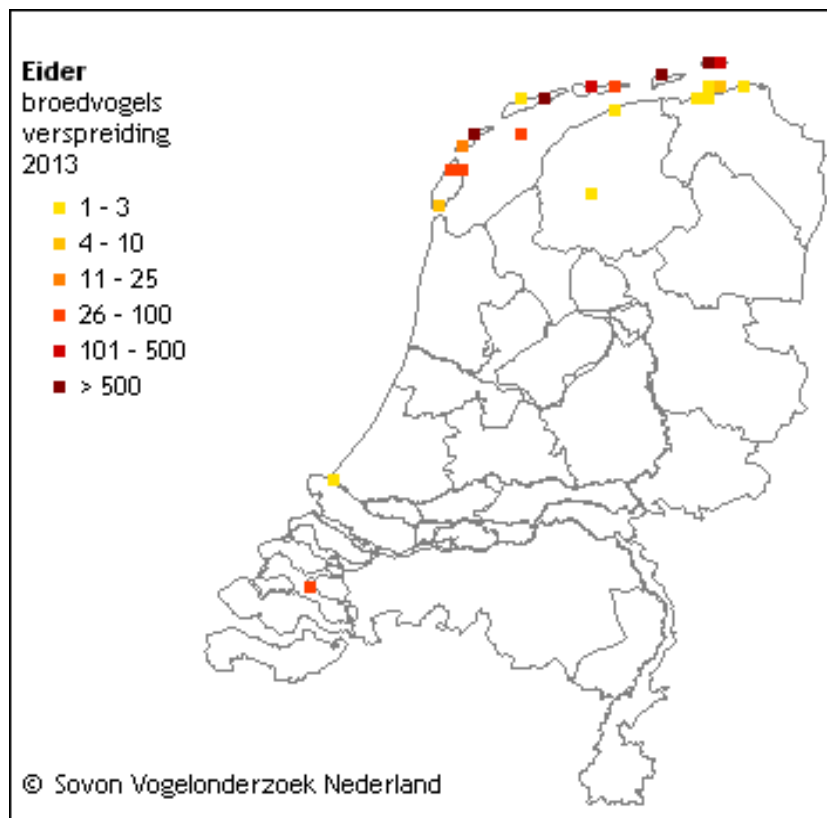 Eider
broedvogels
verspreiding
2013
1 - 3
4 - 10
11 - 25
26 - 100
101 - 500
> 500
© Sovon Vogelonderzoek Nederland